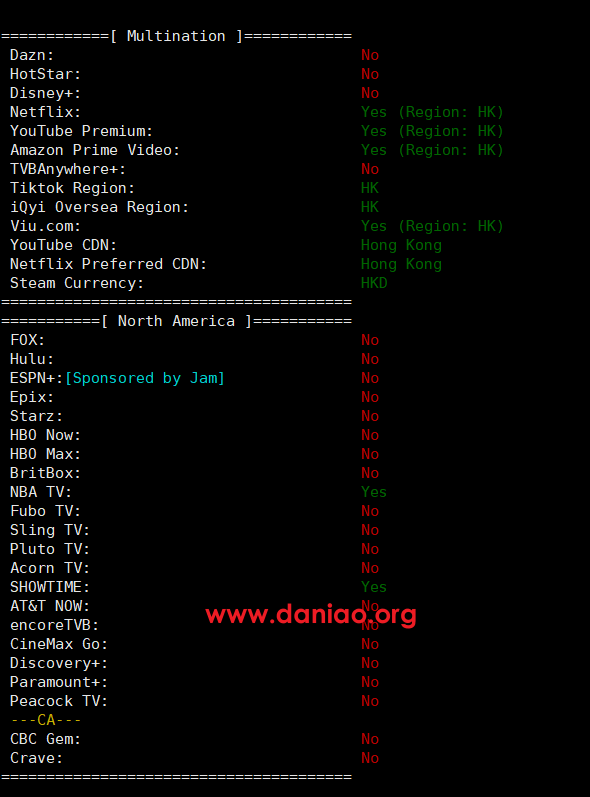 ============[ Multination ]============
Dazn: No
HotStar: No
Disney+: No
Netflix: Yes (Region: HK)
YouTube Premium: Yes (Region: HK)
Amazon Prime Video: Yes (Region: HK)
TVBAnywhere+: No
Tiktok Region: HK
iQyi Oversea Region: HK
Viu.com: Yes (Region: HK)
YouTube CDN: Hong Kong
Netflix Preferred CDN: Hong Kong
Steam Currency: HKD
=======================================
===========[ North America ]===========
FOX: No
Hulu: No
ESPN+:[Sponsored by Jam] No
Epix: No
Starz: No
HBO Now: No
HBO Max: No
BritBox: No
NBA TV: Yes
Fubo TV: No
Sling TV: No
Pluto TV: No
Acorn TV: No
SHOWTIME: Yes
AT&T NOW: No
www.daniao.org
encoreTVB: No
CineMax Go: No
Discovery+: No
Paramount+: No
Peacock TV: No
---CA---
CBC Gem: No
Crave: No
=======================================